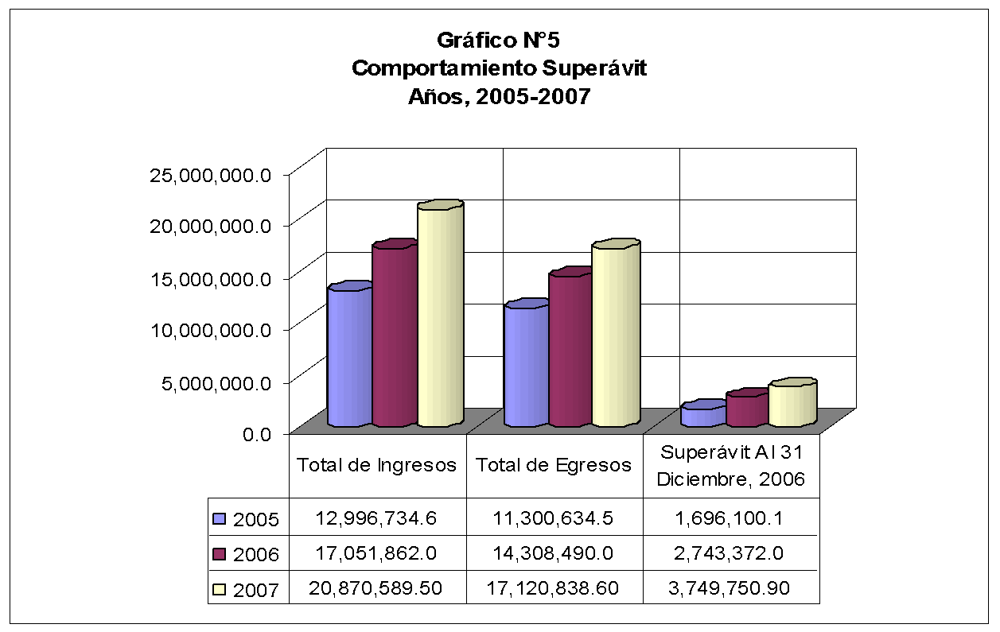 Gráfico N°5
Comportamiento Superávit
Años, 2005-2007
25,000,000.0
20,000,000.0
15,000,000.0
10,000,000.0
5,000,000.0
0.0
Total de Ingresos Total de Egresos Superávit Al 31
Diciembre, 2006
2005 12,996,734.6 11,300,634.5 1,696,100.1
2006 17,051,862.0 14,308,490.0 2,743,372.0
2007 20,870,589.50 17,120,838.60 3,749,750.90